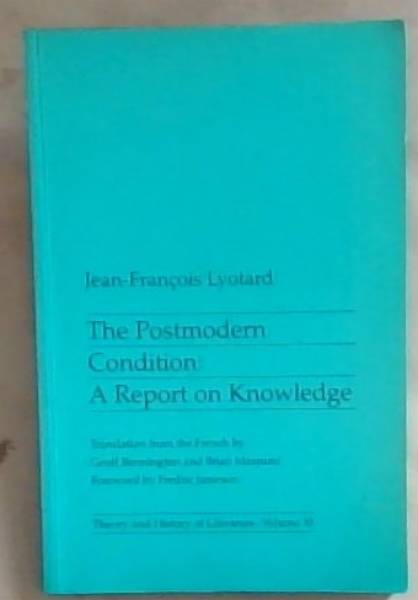 Jean-François Lyotard
The Postmodern
Condition:
A Report on Knowledge
Translation from the French by
Geoff Bennington and Brian Massumi
Foreword by Fredric Jameson
Theory and History of Literature, Volume 10